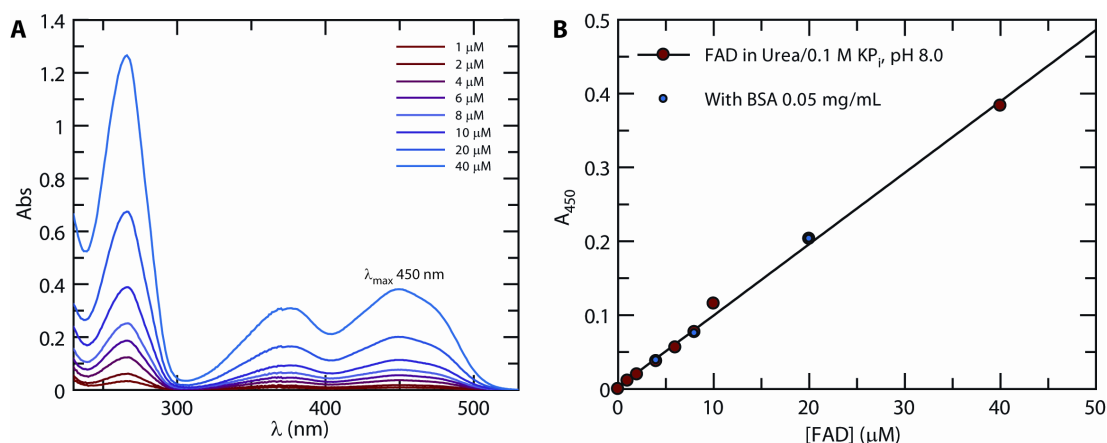 A
1.4
1.2
1
0.8
0.6
0.4
0.2
0
Abs
300
400
500
λ (nm)
1 μM
2 μM
4 μM
6 μM
8 μM
10 μM
20 μM
40 μM
λmax 450 nm
B
0.5
0.4
0.3
0.2
0.1
0
A450
0
10
20
30
40
50
[FAD] (μM)
FAD in Urea/0.1 M KPi, pH 8.0
With BSA 0.05 mg/mL